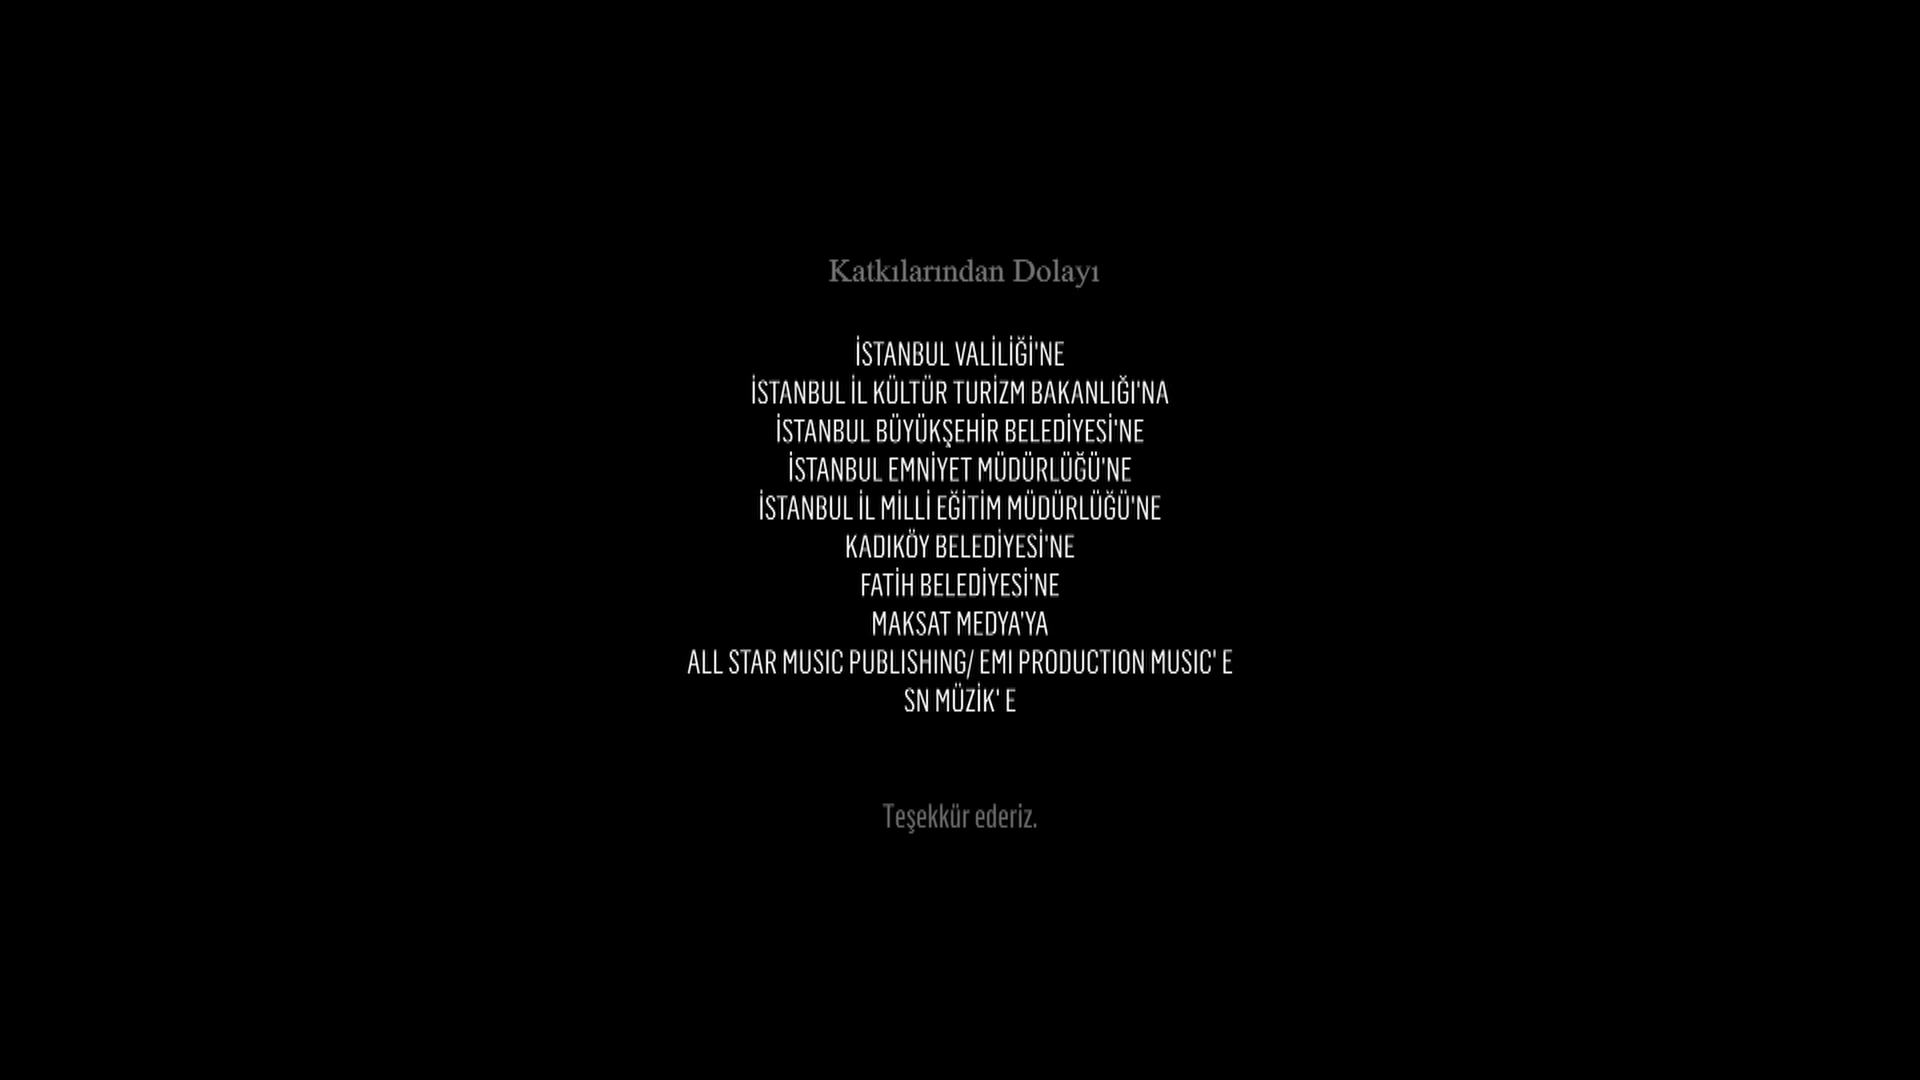 Katkılarından Dolayı
İSTANBUL VALİLİĞİ'NE
İSTANBUL İL KÜLTÜR TURİZM BAKANLIĞI'NA
İSTANBUL BÜYÜKŞEHİR BELEDİYESİ'NE
İSTANBUL EMNİYET MÜDÜRLÜĞÜ'NE
İSTANBUL İL MİLLİ EĞİTİM MÜDÜRLÜĞÜ'NE
KADIKÖY BELEDİYESİ'NE
FATİH BELEDİYESİ'NE
MAKSAT MEDYA'YA
ALL STAR MUSIC PUBLISHING/ EMI PRODUCTION MUSIC' E
SN MÜZİK' E
Teşekkür ederiz.